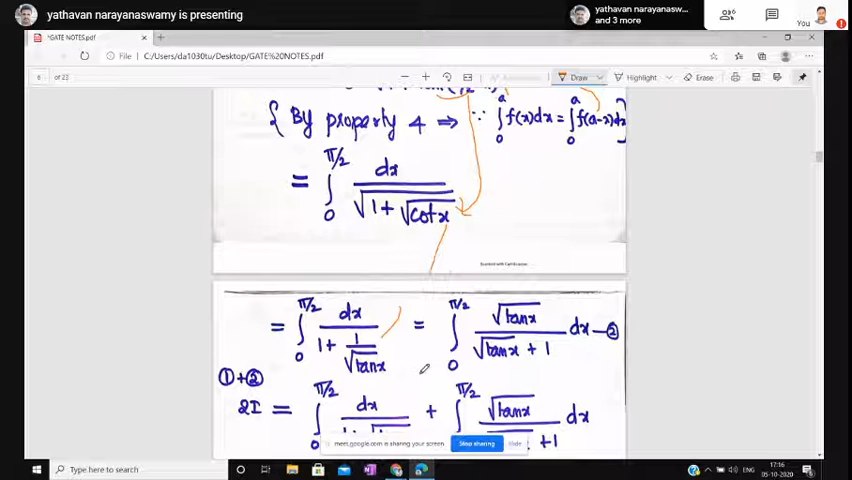 yathavan narayanaswamy is presenting
yathavan narayanasw...
and 3 more
6
You
*GATE NOTES.pdf
File C:/Users/da1030tu/Desktop/GATE%20NOTES.pdf
6 of 23
Draw Highlight Erase
{ By property 4 ⇒ ∵ ∫₀ᵃ f(x)dx = ∫₀ᵃ f(a-x)dx }
= ∫₀^{π/2} dx / √(1 + √cotx)
= ∫₀^{π/2} dx / (1 + 1/√tanx) = ∫₀^{π/2} √tanx / (√tanx + 1) dx — ②
① + ②
2I = ∫₀^{π/2} dx + ∫₀^{π/2} √tanx / +1 dx
meet.google.com is sharing your screen. Stop sharing Hide
Type here to search
ENG
17:16
05-10-2020